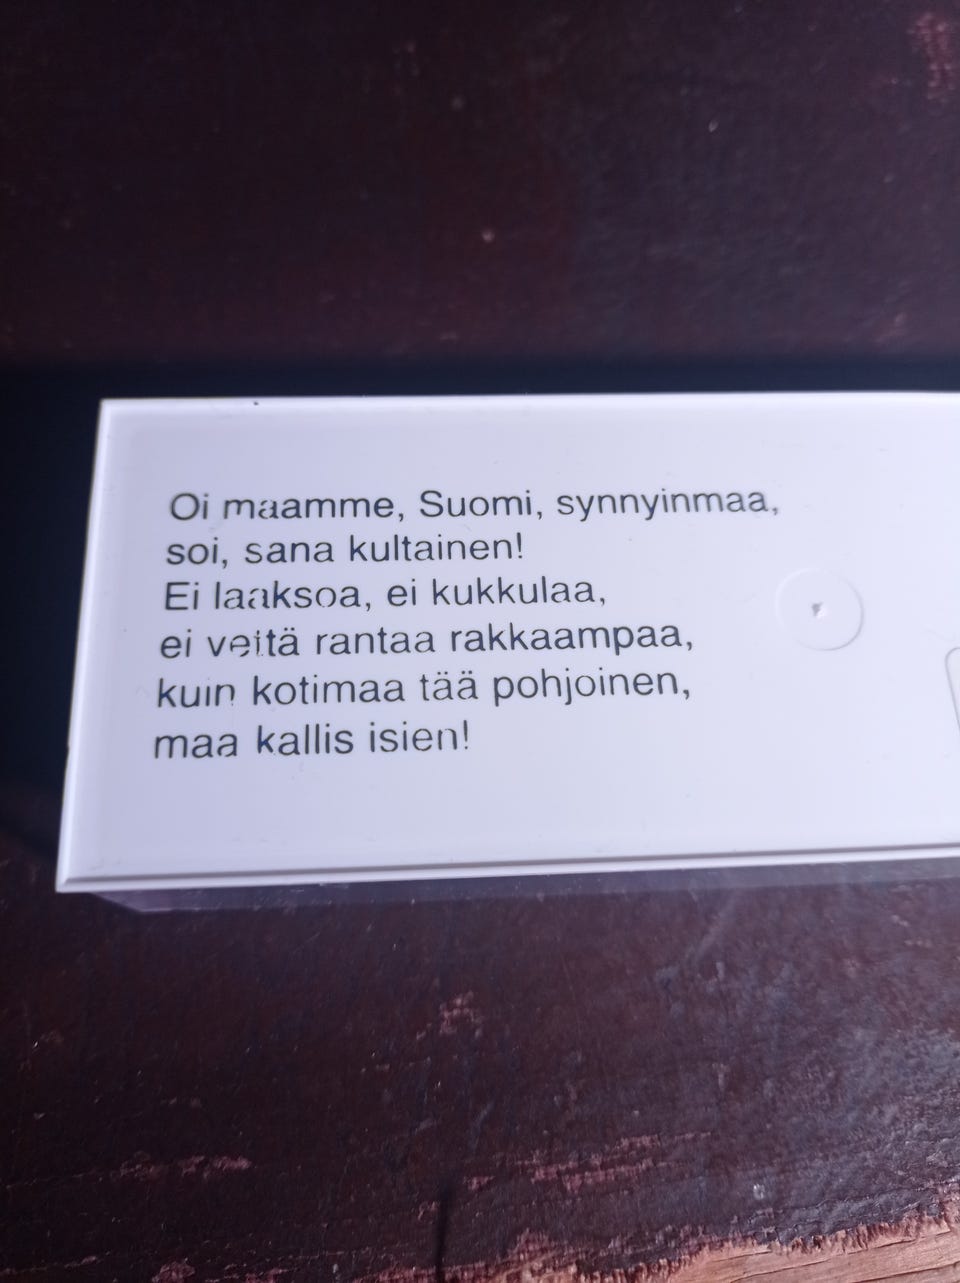 Oi maamme, Suomi, synnyinmaa,
soi, sana kultainen!
Ei laaksoa, ei kukkulaa,
ei vettä rantaa rakkaampaa,
kuin kotimaa tää pohjoinen,
maa kallis isien!